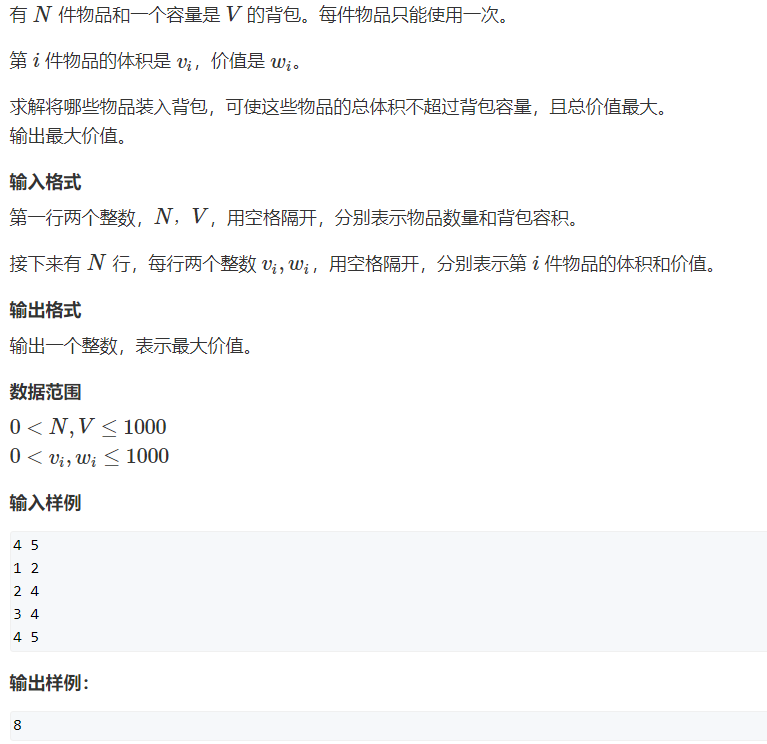 有 N 件物品和一个容量是 V 的背包。每件物品只能使用一次。
第 i 件物品的体积是 vᵢ，价值是 wᵢ。
求解将哪些物品装入背包，可使这些物品的总体积不超过背包容量，且总价值最大。
输出最大价值。
输入格式
第一行两个整数，N，V，用空格隔开，分别表示物品数量和背包容积。
接下来有 N 行，每行两个整数 vᵢ,wᵢ，用空格隔开，分别表示第 i 件物品的体积和价值。
输出格式
输出一个整数，表示最大价值。
数据范围
0 < N,V ≤ 1000
0 < vᵢ,wᵢ ≤ 1000
输入样例
4 5
1 2
2 4
3 4
4 5
输出样例：
8